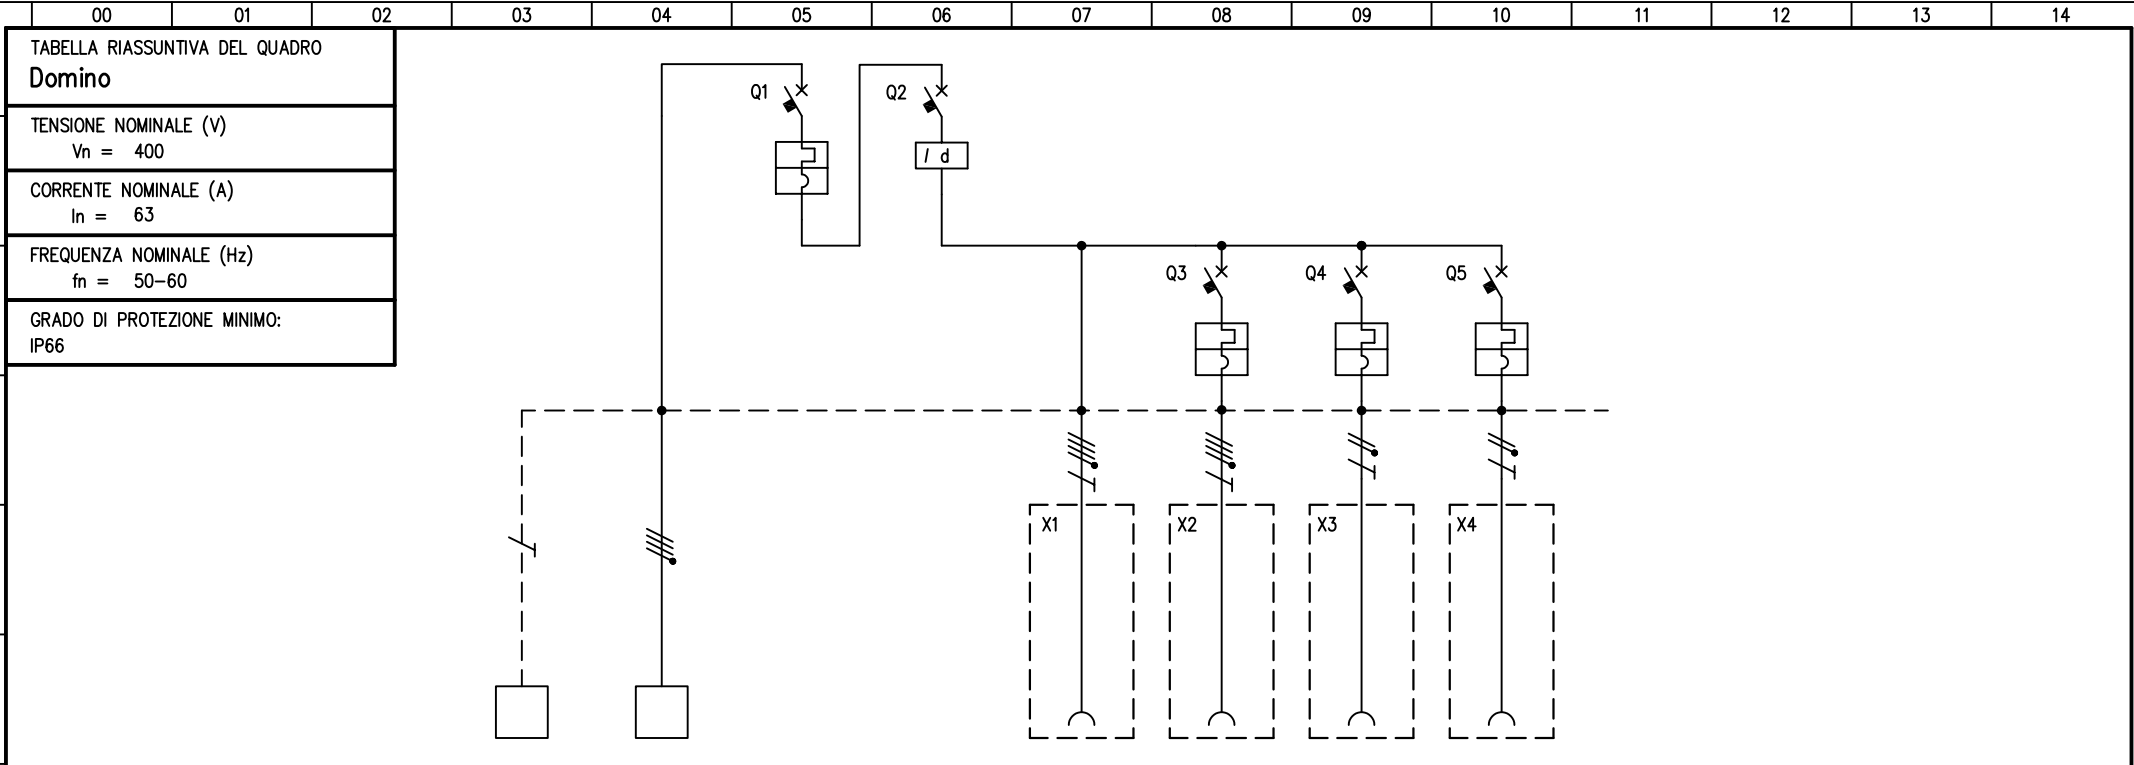 00 01 02 03 04 05 06 07 08 09 10 11 12 13 14
TABELLA RIASSUNTIVA DEL QUADRO
Domino
TENSIONE NOMINALE (V)
Vn = 400
CORRENTE NOMINALE (A)
In = 63
FREQUENZA NOMINALE (Hz)
fn = 50-60
GRADO DI PROTEZIONE MINIMO:
IP66
Q1 Q2
I d
Q3 Q4 Q5
X1 X2 X3 X4